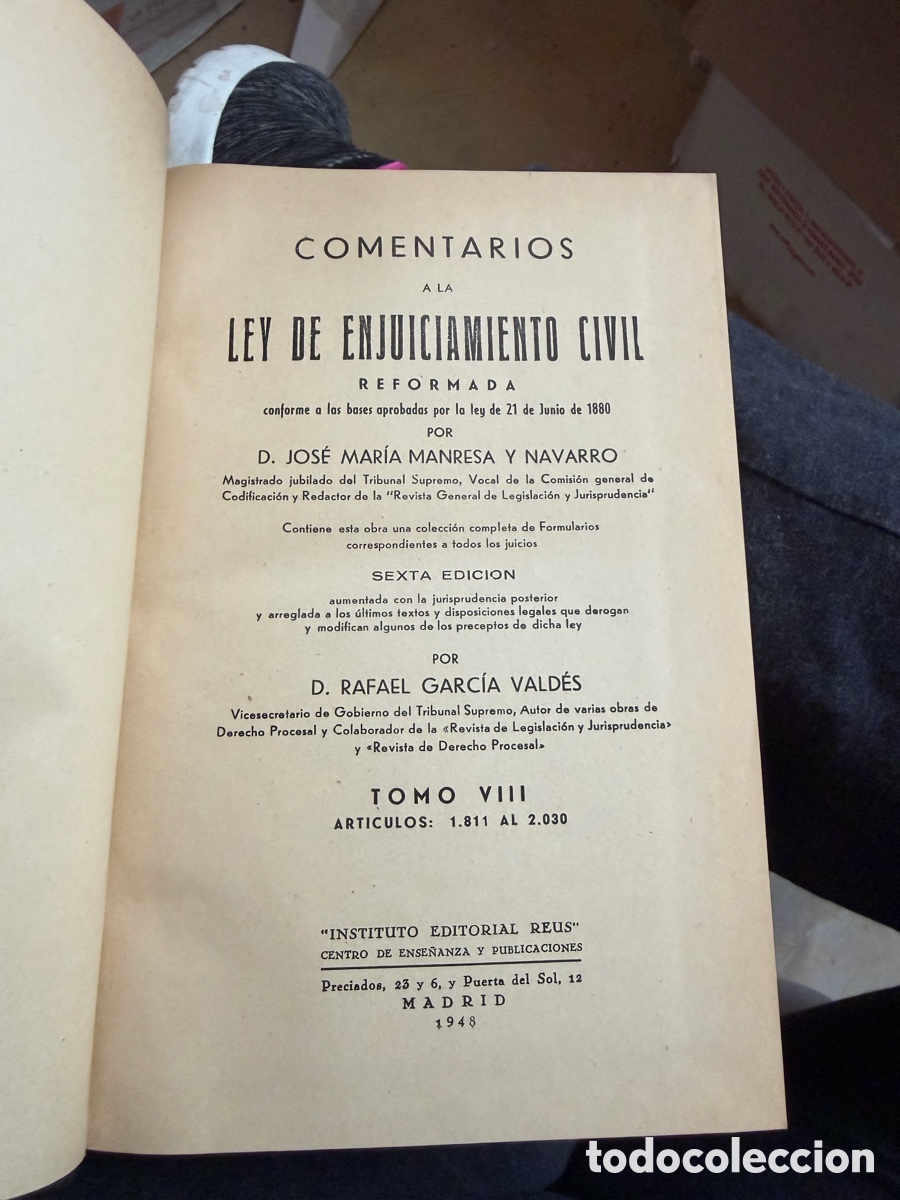 COMENTARIOS
A LA
LEY DE ENJUICIAMIENTO CIVIL
REFORMADA
conforme a las bases aprobadas por la ley de 21 de Junio de 1880
POR
D. JOSÉ MARÍA MANRESA Y NAVARRO
Magistrado jubilado del Tribunal Supremo, Vocal de la Comisión general de
Codificación y Redactor de la "Revista General de Legislación y Jurisprudencia"
Contiene esta obra una colección completa de Formularios
correspondientes a todos los juicios
SEXTA EDICION
aumentada con la jurisprudencia posterior
y arreglada a los últimos textos y disposiciones legales que derogan
y modifican algunos de los preceptos de dicha ley
POR
D. RAFAEL GARCÍA VALDÉS
Vicesecretario de Gobierno del Tribunal Supremo, Autor de varias obras de
Derecho Procesal y Colaborador de la «Revista de Legislación y Jurisprudencia»
y «Revista de Derecho Procesal»
TOMO VIII
ARTICULOS: 1.811 AL 2.030
"INSTITUTO EDITORIAL REUS"
CENTRO DE ENSEÑANZA Y PUBLICACIONES
Preciados, 23 y 6, y Puerta del Sol, 12
MADRID
1948
todocoleccion